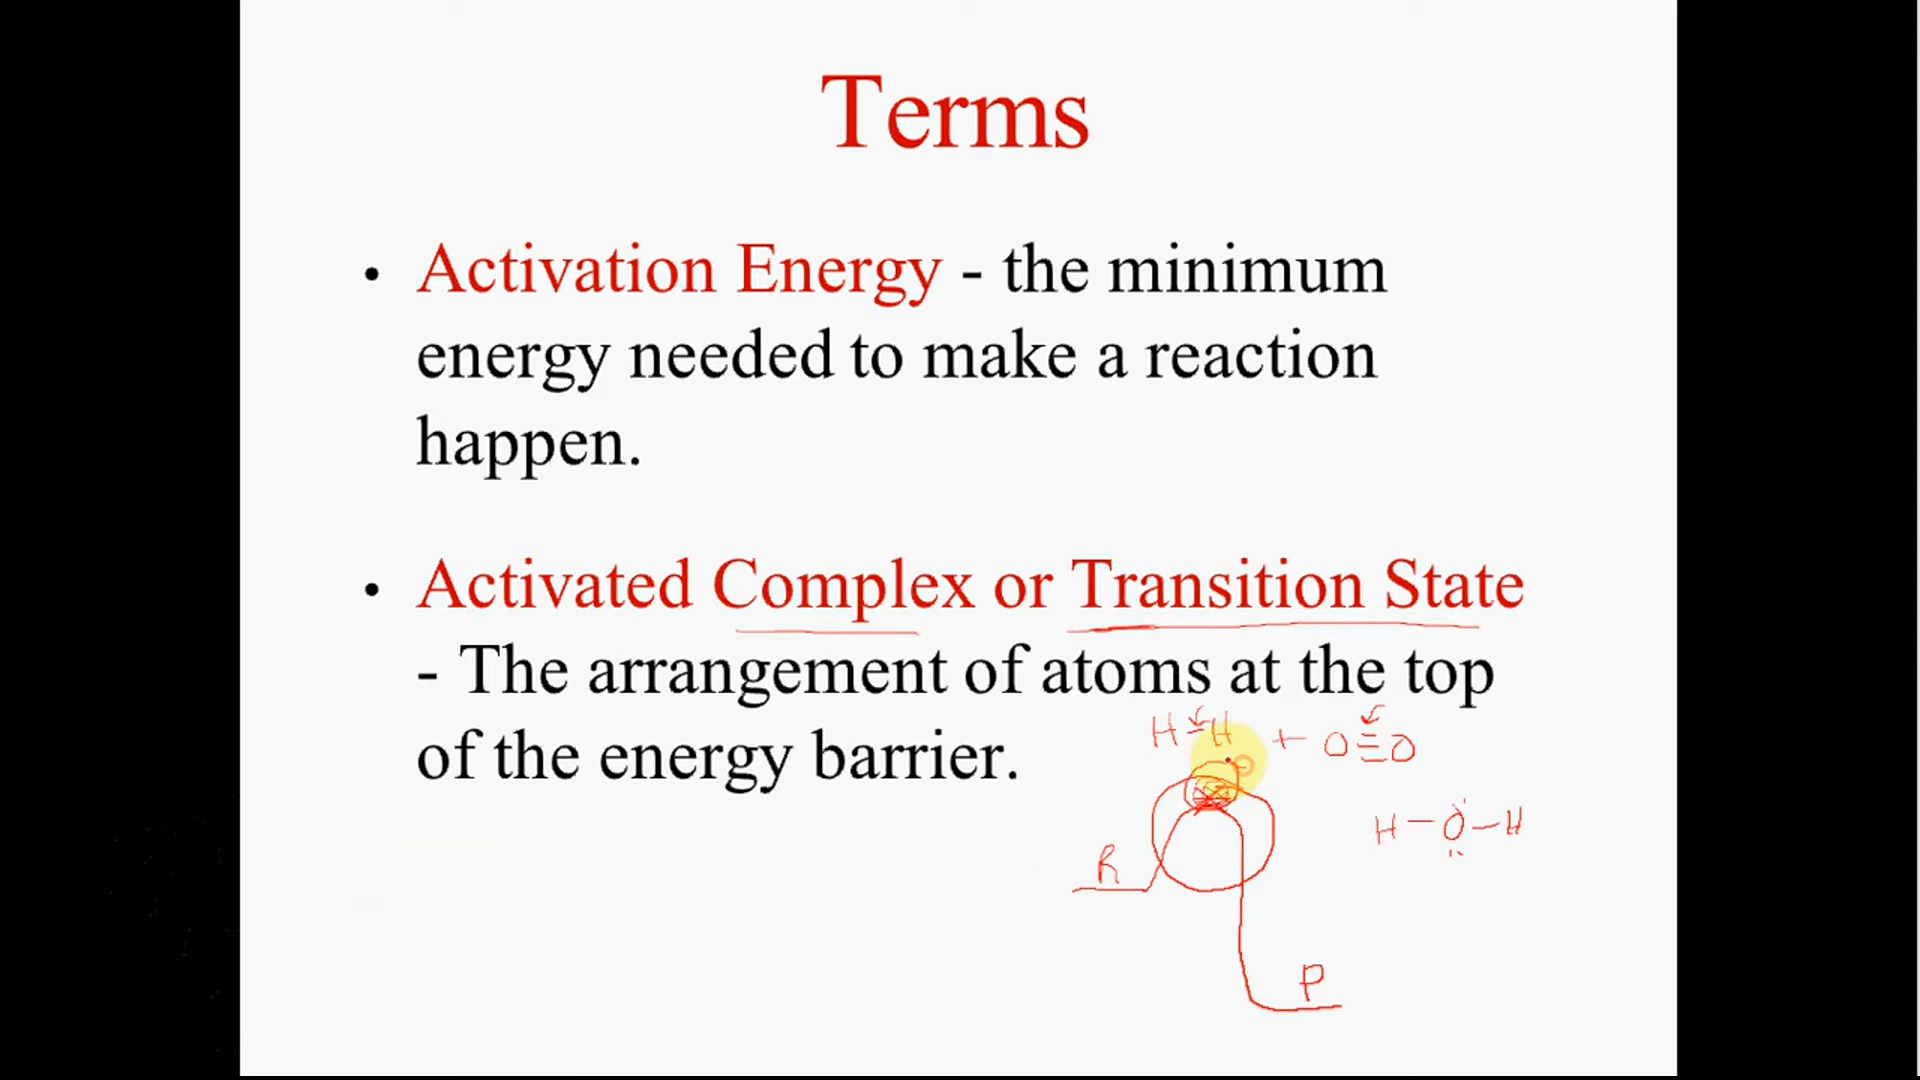 Terms
• Activation Energy - the minimum
energy needed to make a reaction
happen.
• Activated Complex or Transition State
- The arrangement of atoms at the top
of the energy barrier.
H-H + O≡O
H-O-H
R
P